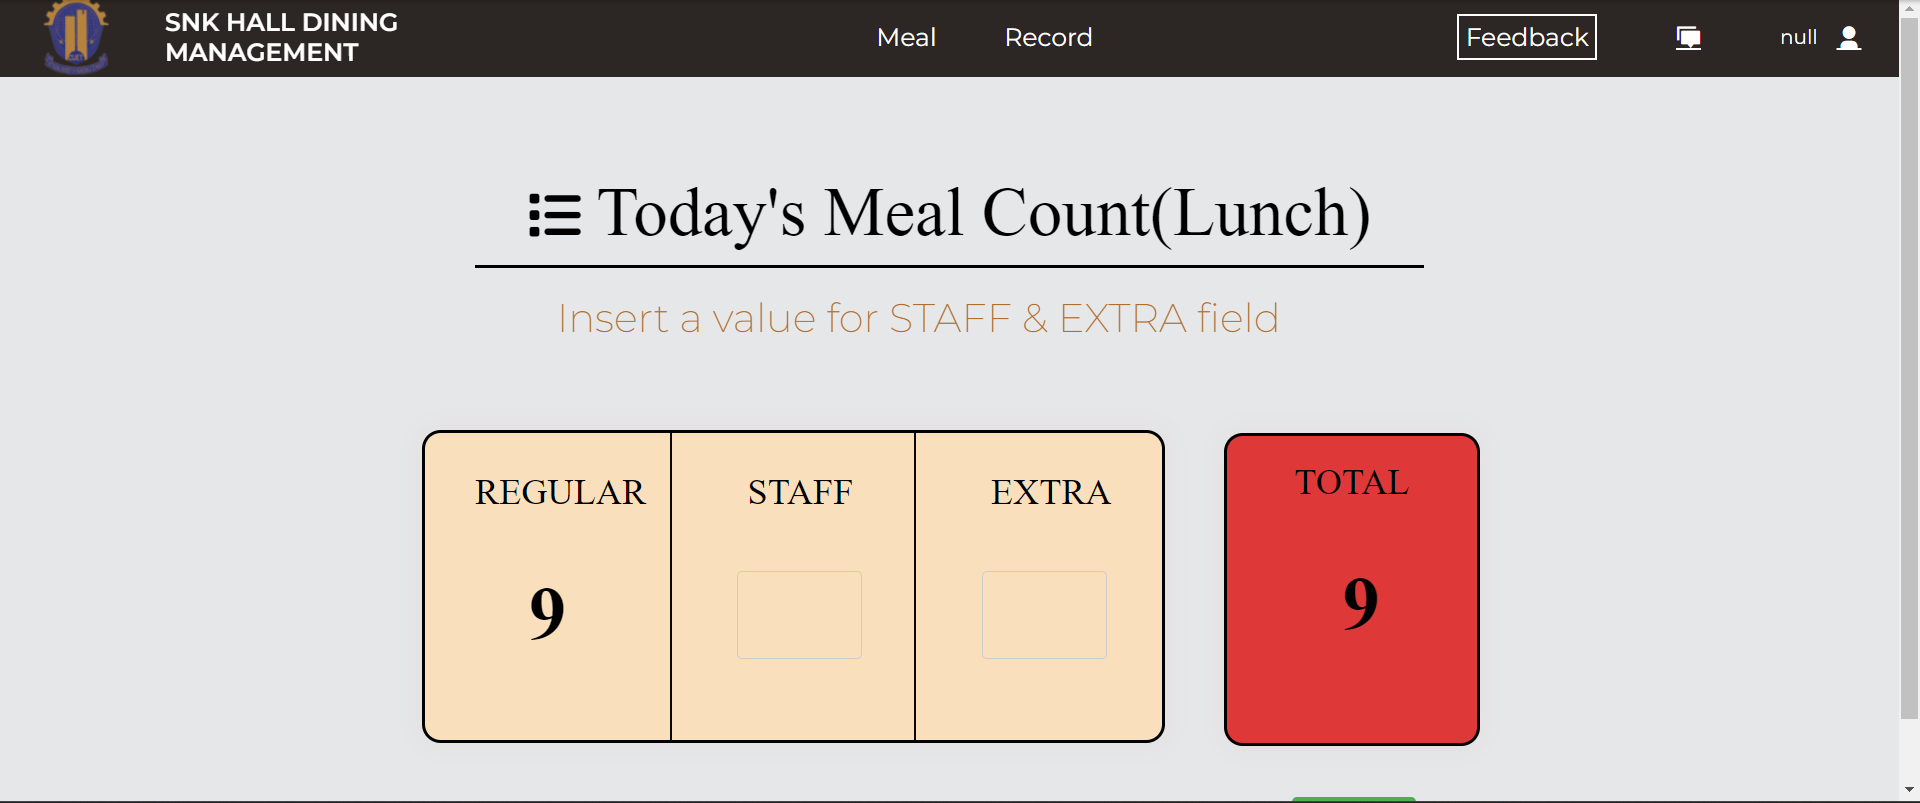 SNK HALL DINING
MANAGEMENT
Meal
Record
Feedback
null
Today's Meal Count(Lunch)
Insert a value for STAFF & EXTRA field
REGULAR
STAFF
EXTRA
TOTAL
9
9